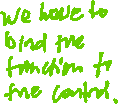 We have to
bind the
function to
the control.